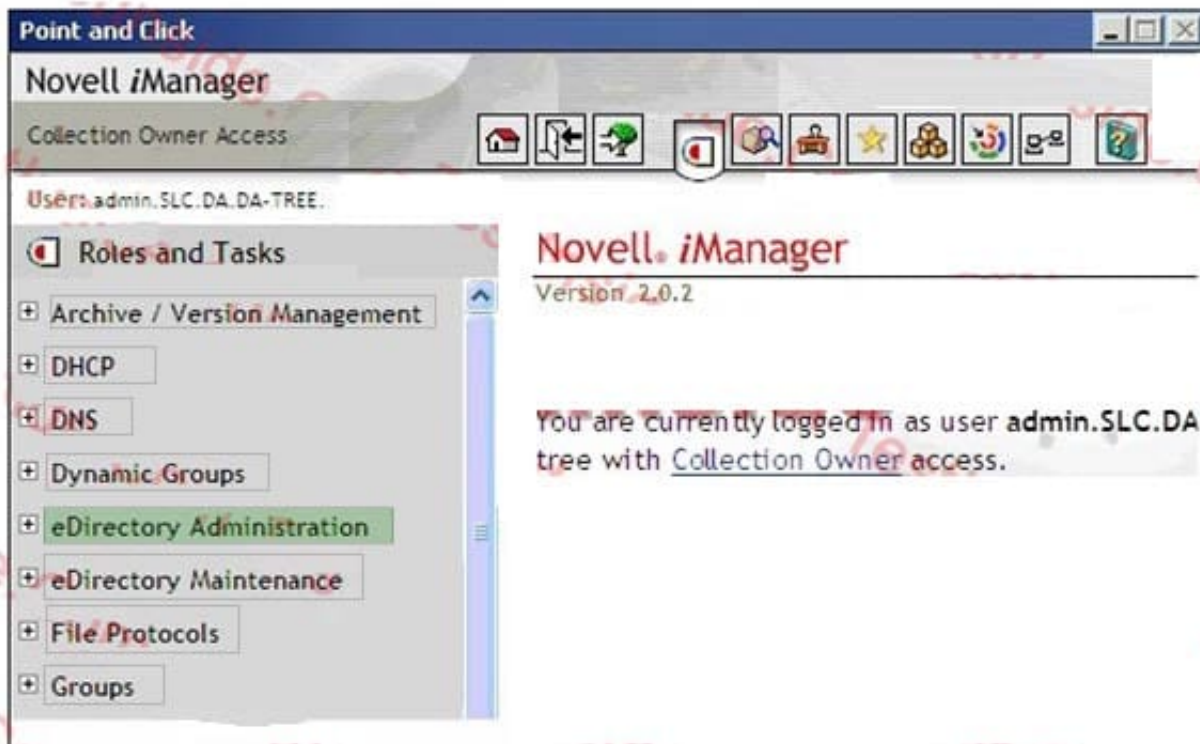 Point and Click
Novell iManager
Collection Owner Access
User: admin.SLC.DA.DA-TREE.
Roles and Tasks
Archive / Version Management
DHCP
DNS
Dynamic Groups
eDirectory Administration
eDirectory Maintenance
File Protocols
Groups
Novell. iManager
Version 2.0.2
You are currently logged in as user admin.SLC.DA
tree with Collection Owner access.